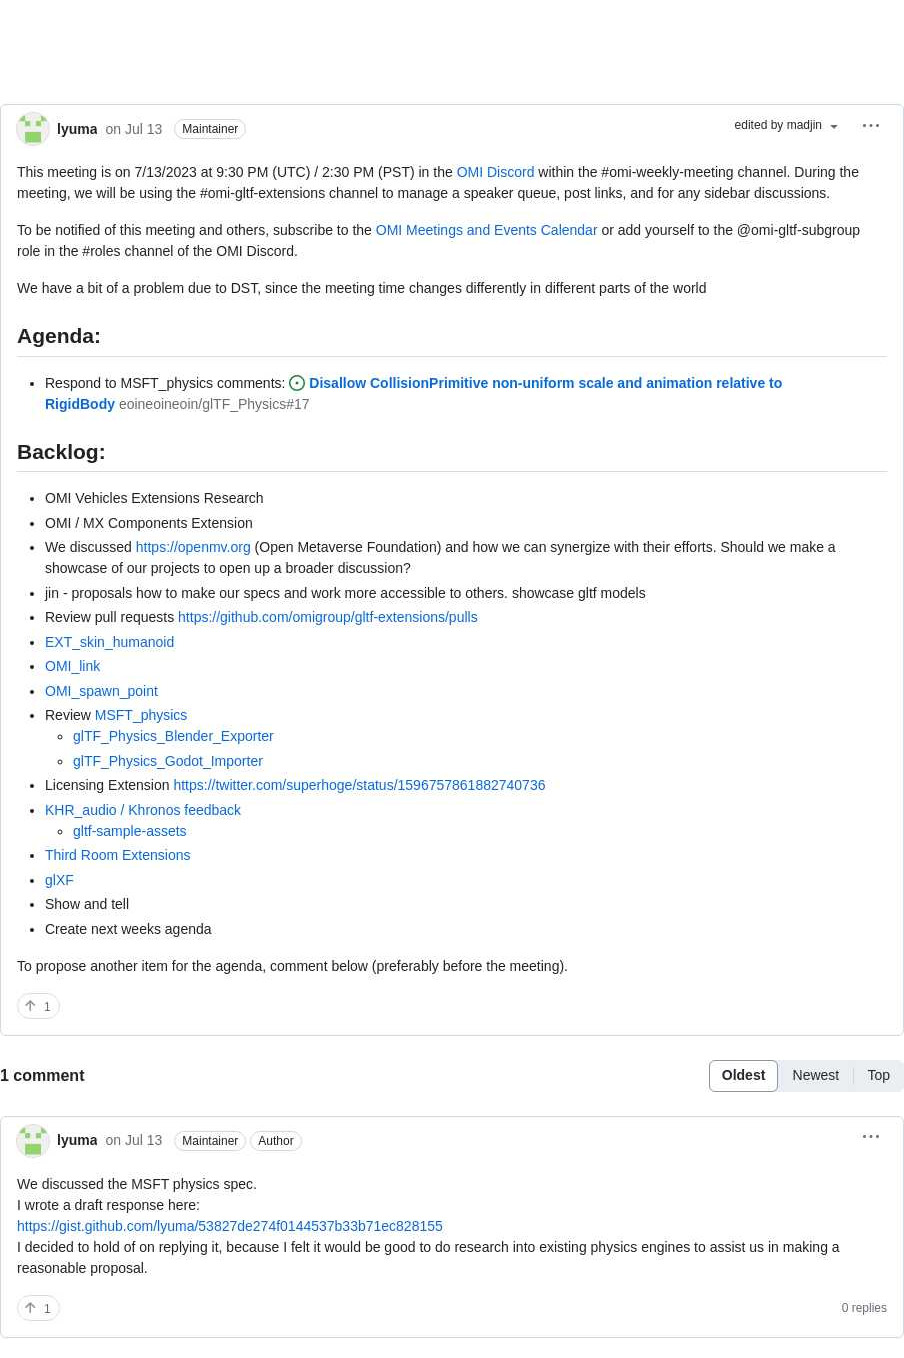 lyuma on Jul 13 Maintainer edited by madjin
This meeting is on 7/13/2023 at 9:30 PM (UTC) / 2:30 PM (PST) in the OMI Discord within the #omi-weekly-meeting channel. During the
meeting, we will be using the #omi-gltf-extensions channel to manage a speaker queue, post links, and for any sidebar discussions.
To be notified of this meeting and others, subscribe to the OMI Meetings and Events Calendar or add yourself to the @omi-gltf-subgroup
role in the #roles channel of the OMI Discord.
We have a bit of a problem due to DST, since the meeting time changes differently in different parts of the world
Agenda:
Respond to MSFT_physics comments: Disallow CollisionPrimitive non-uniform scale and animation relative to
RigidBody eoineoineoin/glTF_Physics#17
Backlog:
OMI Vehicles Extensions Research
OMI / MX Components Extension
We discussed https://openmv.org (Open Metaverse Foundation) and how we can synergize with their efforts. Should we make a
showcase of our projects to open up a broader discussion?
jin - proposals how to make our specs and work more accessible to others. showcase gltf models
Review pull requests https://github.com/omigroup/gltf-extensions/pulls
EXT_skin_humanoid
OMI_link
OMI_spawn_point
Review MSFT_physics
glTF_Physics_Blender_Exporter
glTF_Physics_Godot_Importer
Licensing Extension https://twitter.com/superhoge/status/1596757861882740736
KHR_audio / Khronos feedback
gltf-sample-assets
Third Room Extensions
glXF
Show and tell
Create next weeks agenda
To propose another item for the agenda, comment below (preferably before the meeting).
1
1 comment
Oldest Newest Top
lyuma on Jul 13 Maintainer Author
We discussed the MSFT physics spec.
I wrote a draft response here:
https://gist.github.com/lyuma/53827de274f0144537b33b71ec828155
I decided to hold of on replying it, because I felt it would be good to do research into existing physics engines to assist us in making a
reasonable proposal.
1 0 replies